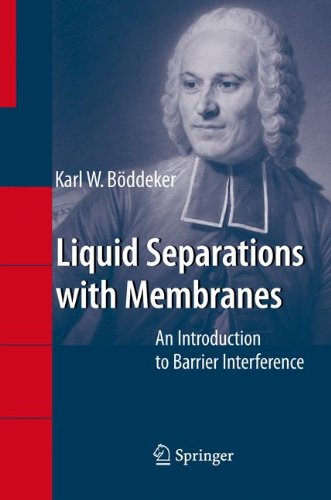 Karl W. Böddeker
Liquid Separations
with Membranes
An Introduction
to Barrier Interference
Springer